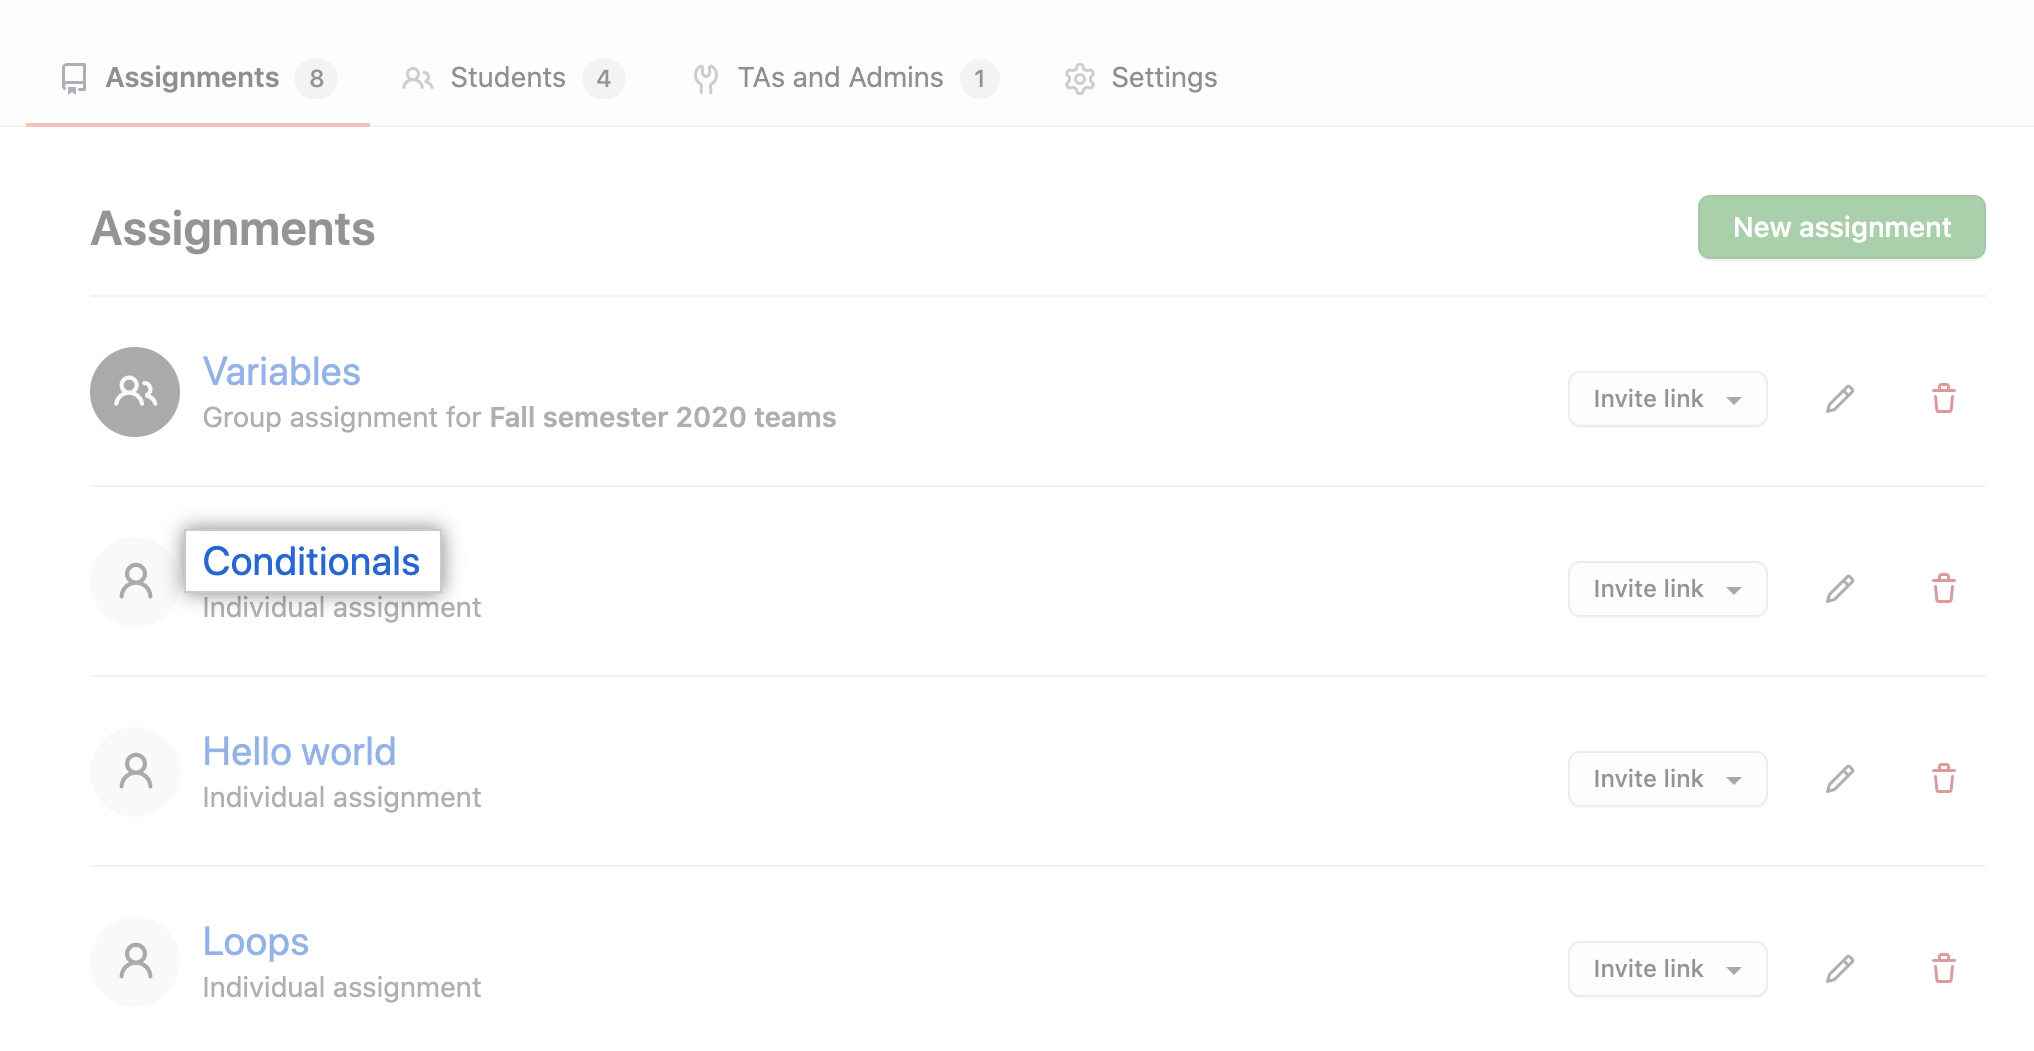 Assignments 8 Students 4 TAs and Admins 1 Settings
Assignments
New assignment
Variables
Group assignment for Fall semester 2020 teams
Invite link
Conditionals
Individual assignment
Invite link
Hello world
Individual assignment
Invite link
Loops
Individual assignment
Invite link